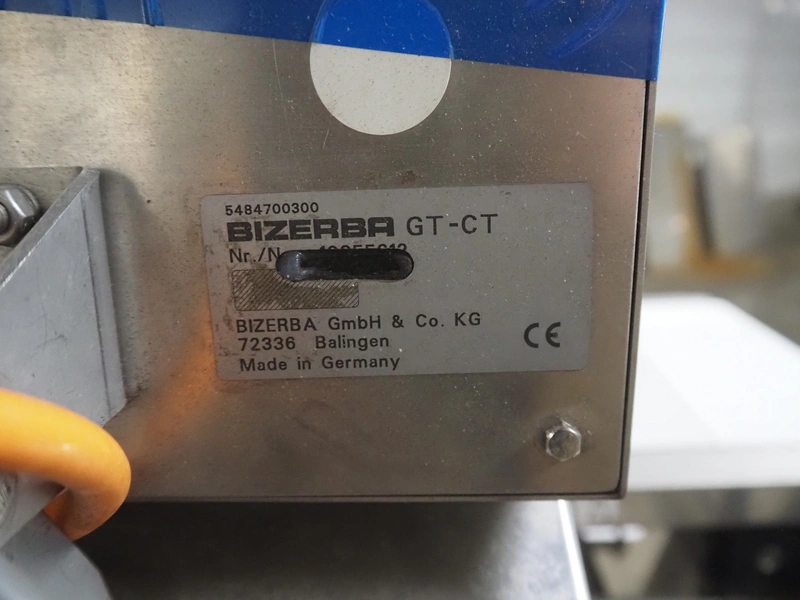 5484700300
BIZERBA GT-CT
Nr./N
BIZERBA GmbH & Co. KG
72336 Balingen
Made in Germany
CE